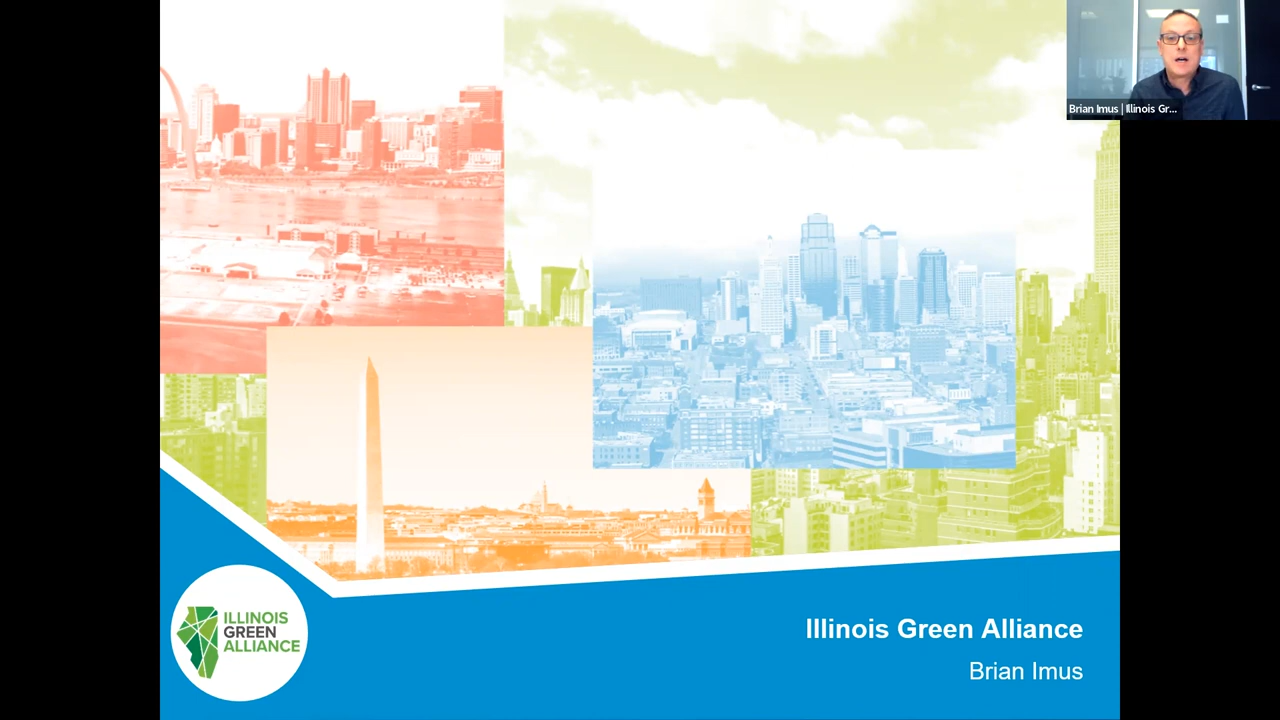 Brian Imus | Illinois Gr...
ILLINOIS
GREEN
ALLIANCE
Illinois Green Alliance
Brian Imus